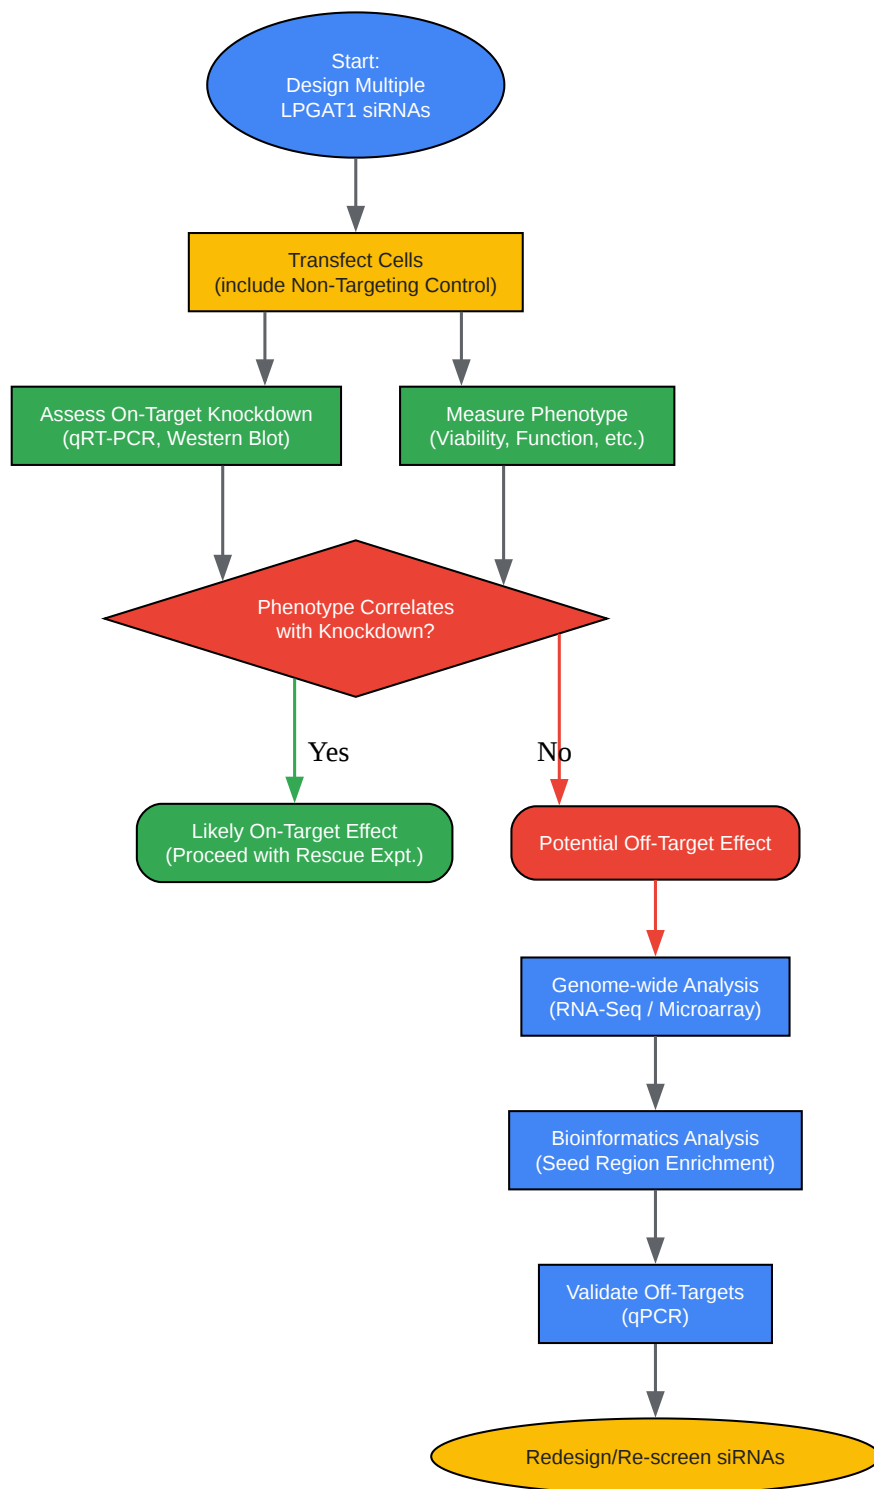 Start:
Design Multiple
LPGAT1 siRNAs
Transfect Cells
(include Non-Targeting Control)
Assess On-Target Knockdown
(qRT-PCR, Western Blot)
Measure Phenotype
(Viability, Function, etc.)
Phenotype Correlates
with Knockdown?
Yes
No
Likely On-Target Effect
(Proceed with Rescue Expt.)
Potential Off-Target Effect
Genome-wide Analysis
(RNA-Seq / Microarray)
Bioinformatics Analysis
(Seed Region Enrichment)
Validate Off-Targets
(qPCR)
Redesign/Re-screen siRNAs